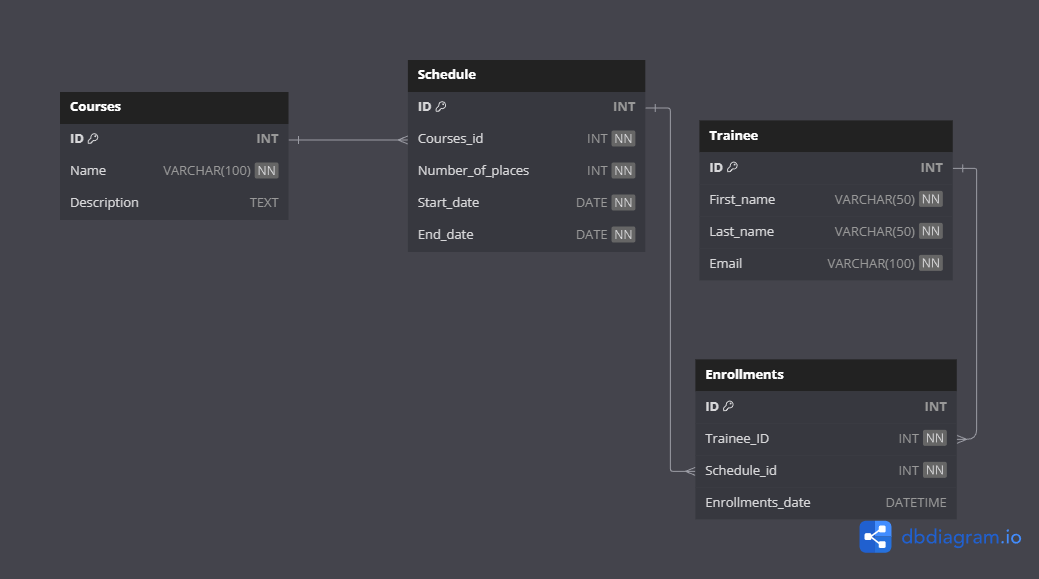 Courses
ID INT
Name VARCHAR(100) NN
Description TEXT
Schedule
ID INT
Courses_id INT NN
Number_of_places INT NN
Start_date DATE NN
End_date DATE NN
Trainee
ID INT
First_name VARCHAR(50) NN
Last_name VARCHAR(50) NN
Email VARCHAR(100) NN
Enrollments
ID INT
Trainee_ID INT NN
Schedule_id INT NN
Enrollments_date DATETIME
dbdiagram.io